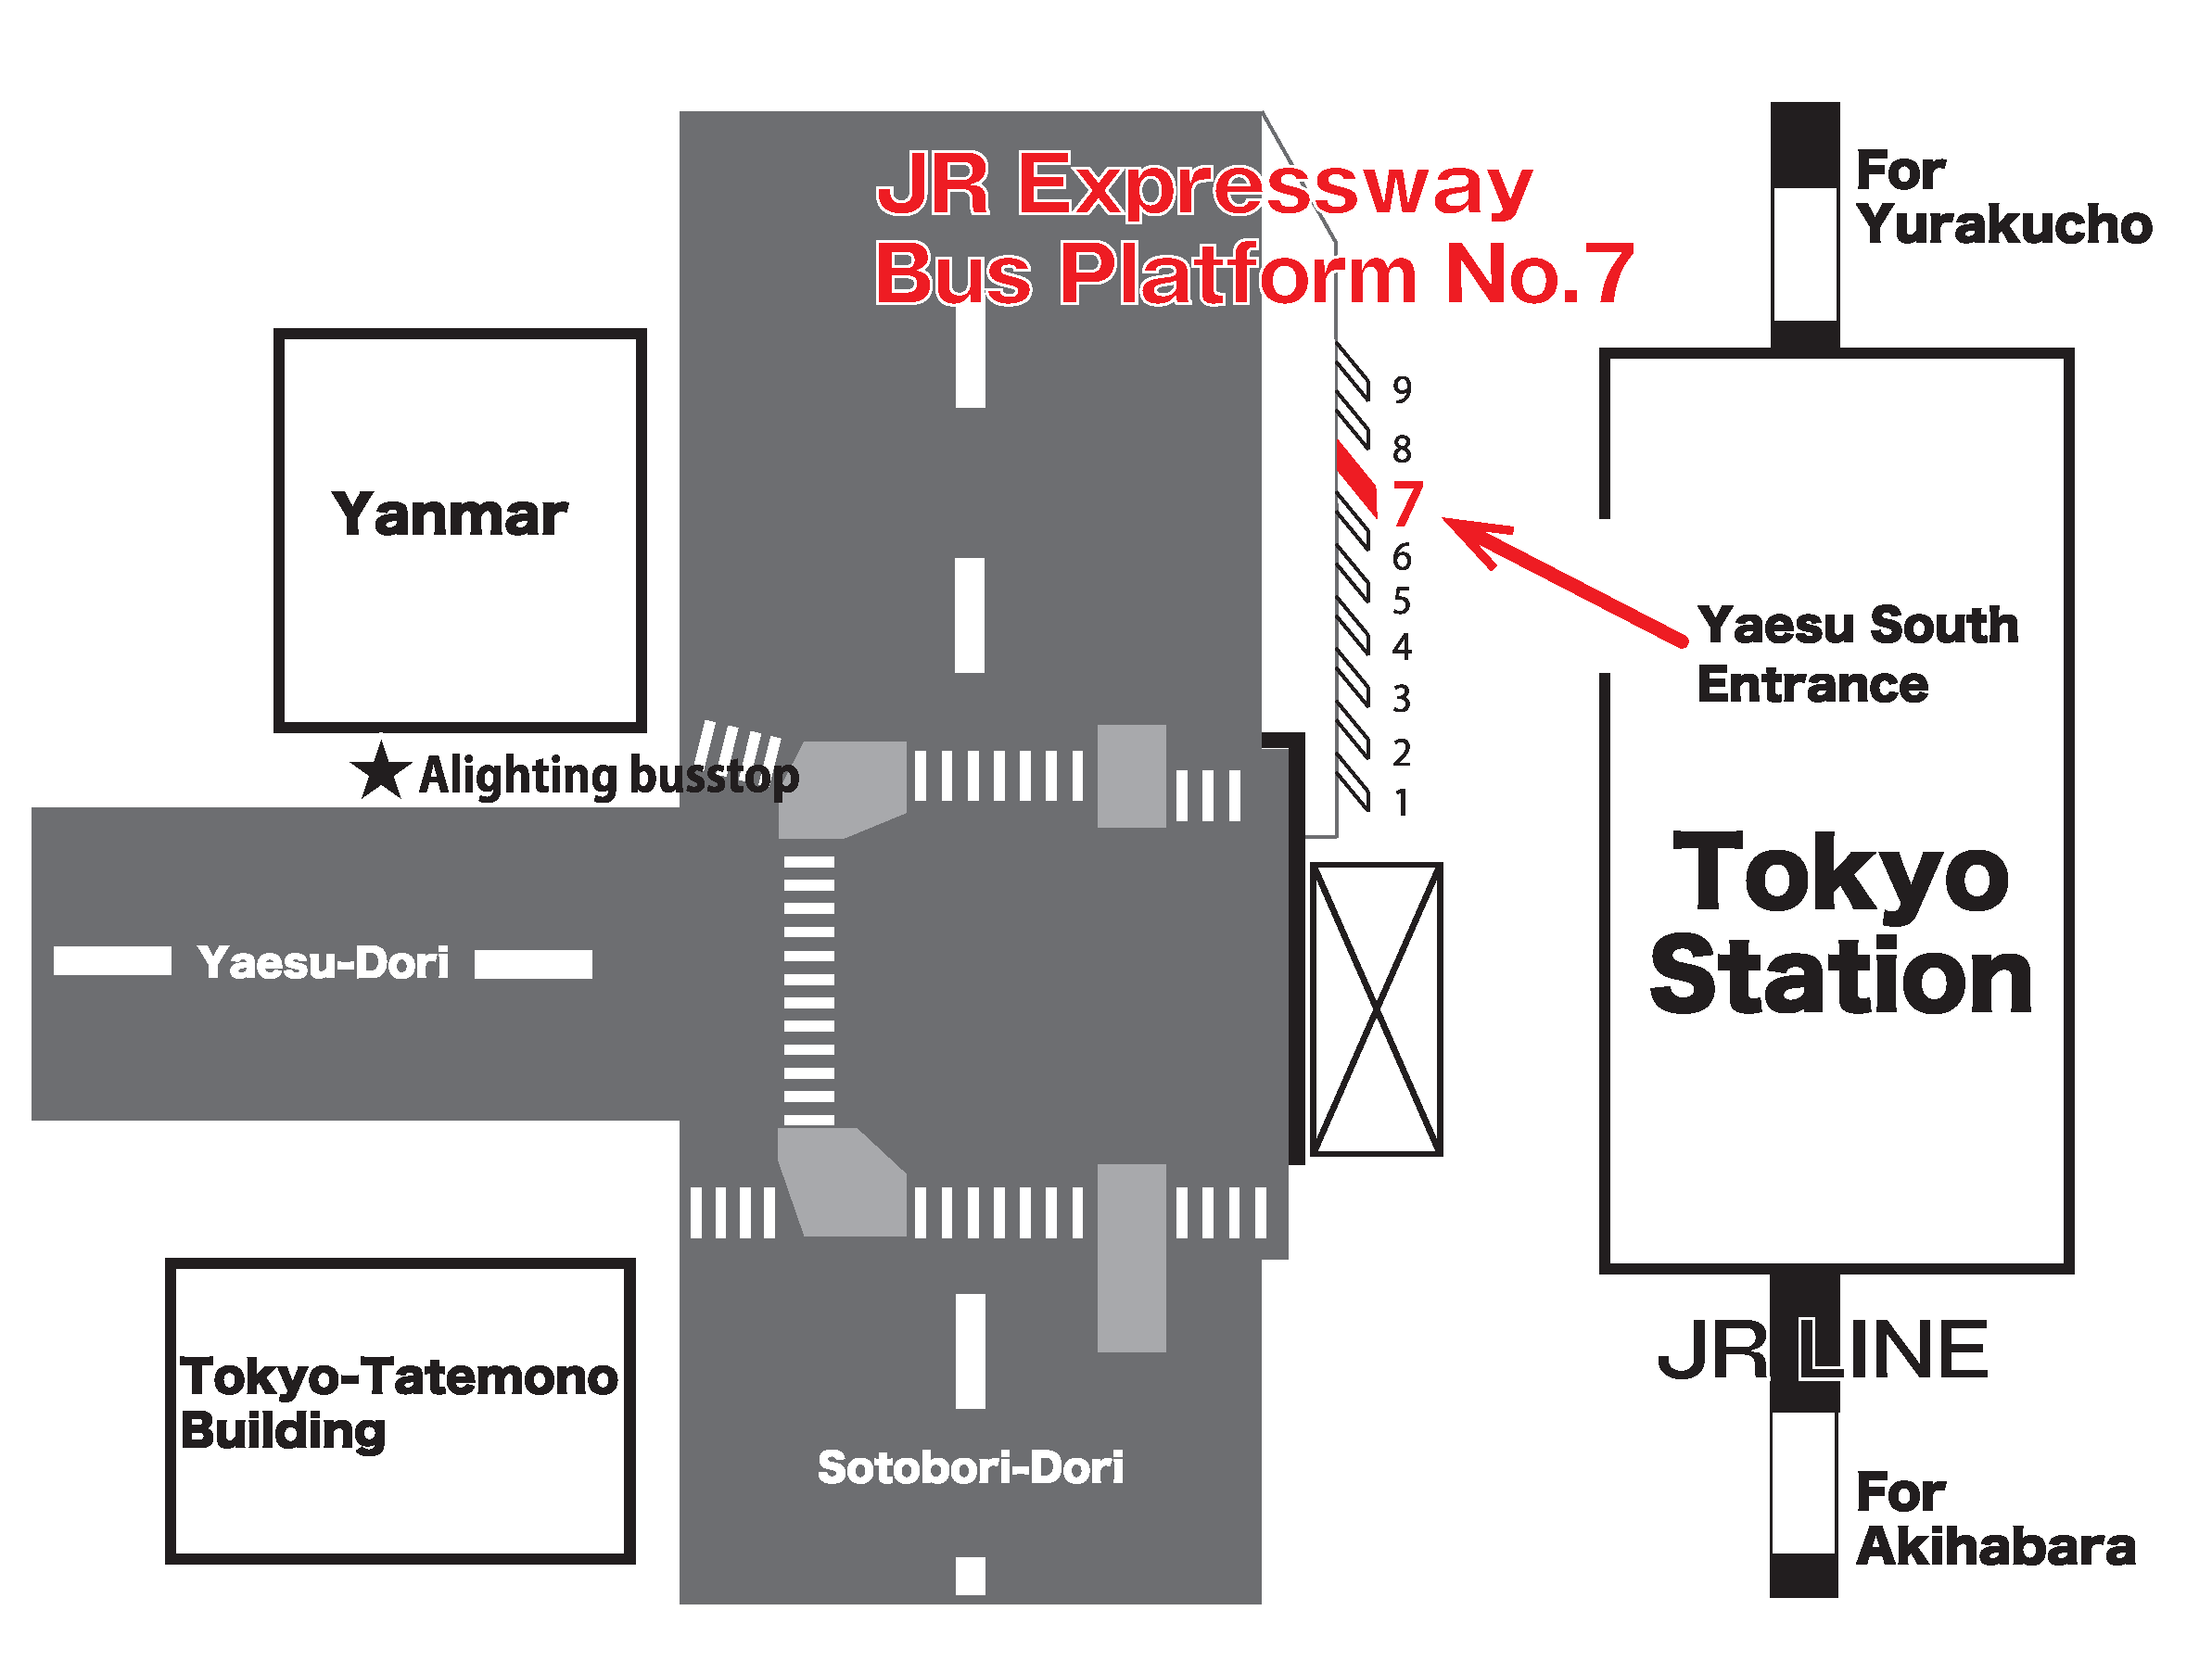 JR Expressway
Bus Platform No.7
For
Yurakucho
9
8
7
6
5
4
3
2
1
Yanmar
Yaesu South
Entrance
Alighting busstop
Tokyo
Station
Yaesu-Dori
JR LINE
Tokyo-Tatemono
Building
Sotobori-Dori
For
Akihabara